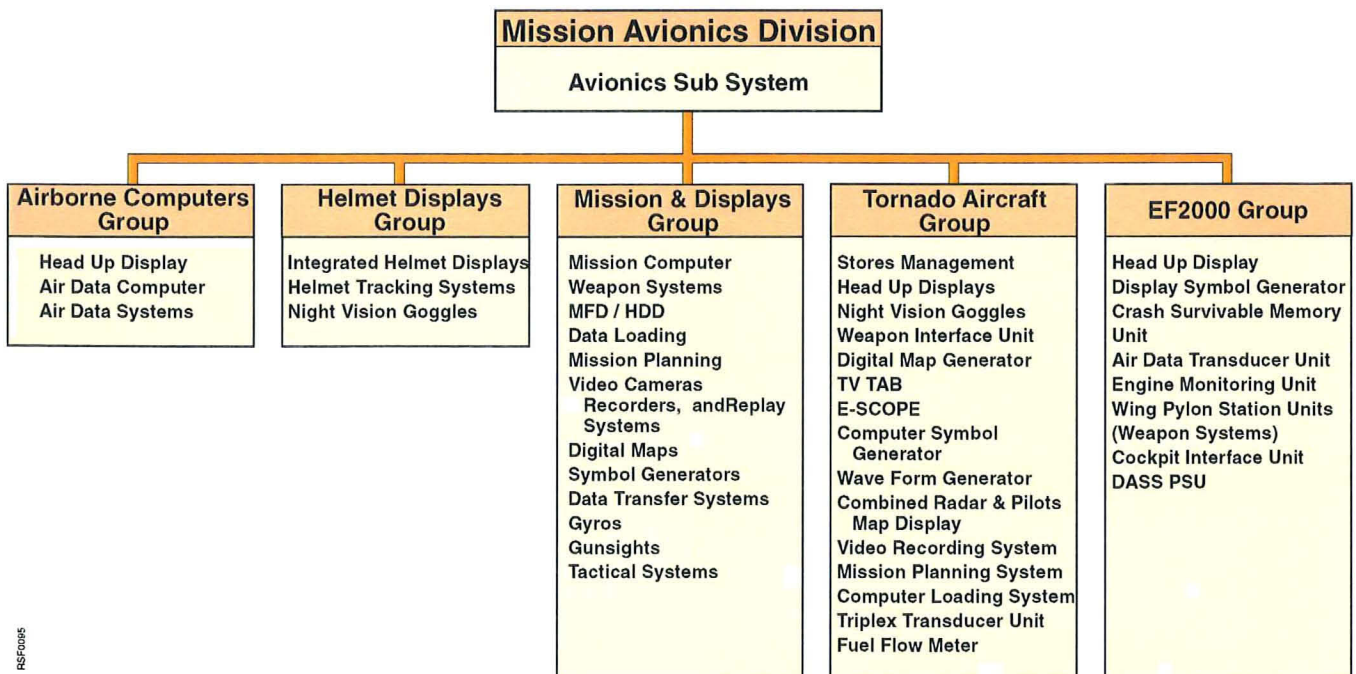 Mission Avionics Division
Avionics Sub System
Airborne Computers
Group
Head Up Display
Air Data Computer
Air Data Systems
Helmet Displays
Group
Integrated Helmet Displays
Helmet Tracking Systems
Night Vision Goggles
Mission & Displays
Group
Mission Computer
Weapon Systems
MFD / HDD
Data Loading
Mission Planning
Video Cameras
Recorders, andReplay
Systems
Digital Maps
Symbol Generators
Data Transfer Systems
Gyros
Gunsights
Tactical Systems
Tornado Aircraft
Group
Stores Management
Head Up Displays
Night Vision Goggles
Weapon Interface Unit
Digital Map Generator
TV TAB
E-SCOPE
Computer Symbol
Generator
Wave Form Generator
Combined Radar & Pilots
Map Display
Video Recording System
Mission Planning System
Computer Loading System
Triplex Transducer Unit
Fuel Flow Meter
EF2000 Group
Head Up Display
Display Symbol Generator
Crash Survivable Memory
Unit
Air Data Transducer Unit
Engine Monitoring Unit
Wing Pylon Station Units
(Weapon Systems)
Cockpit Interface Unit
DASS PSU
RSF0095